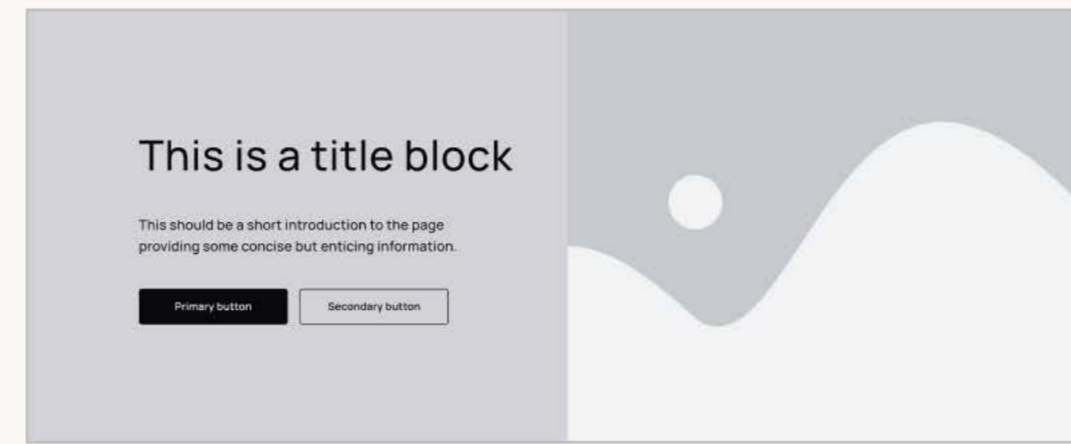 This is a title block
This should be a short introduction to the page
providing some concise but enticing information.
Primary button
Secondary button